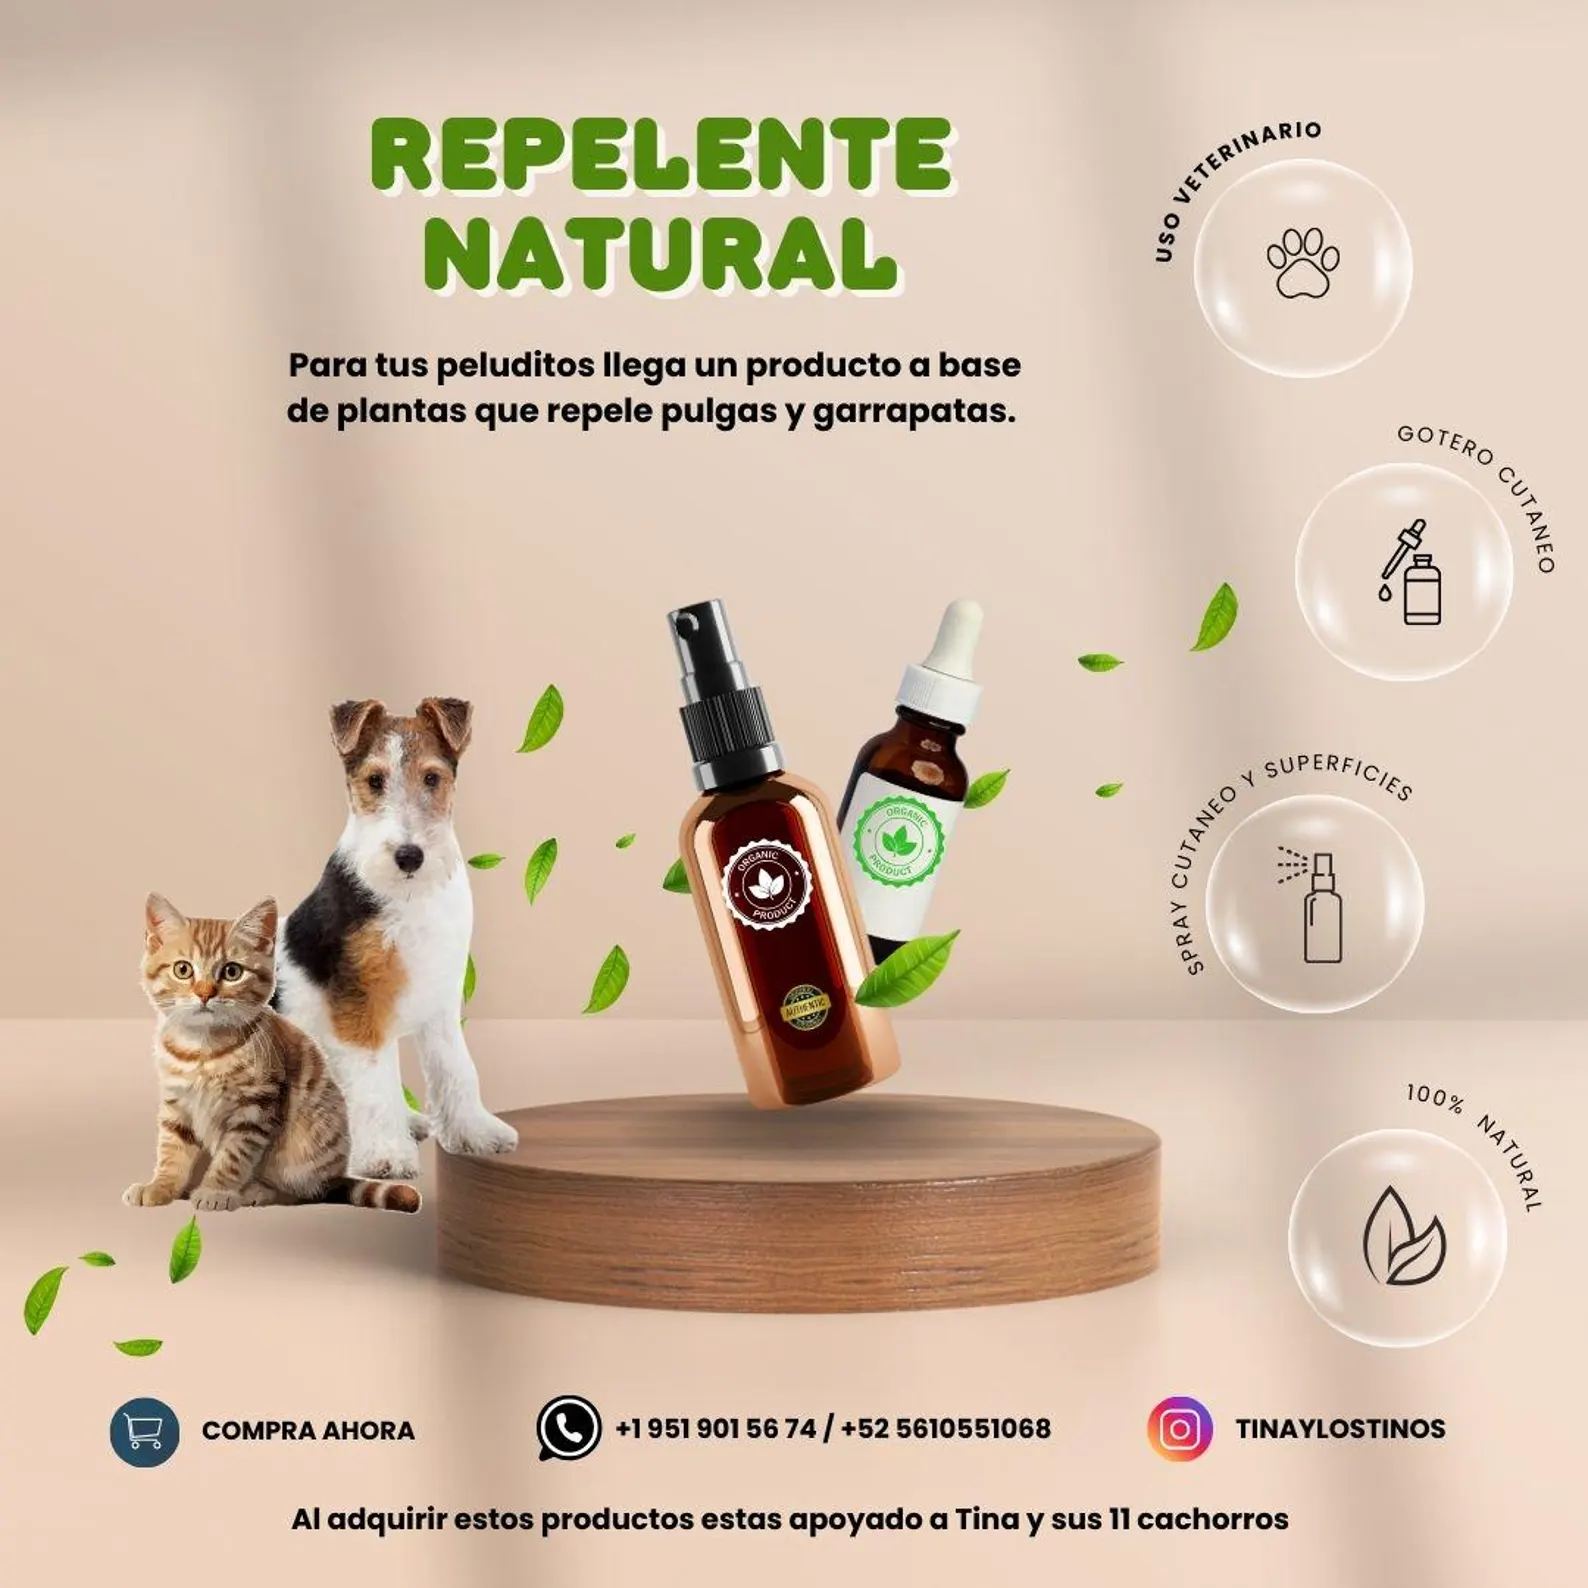 REPELENTE
NATURAL
Para tus peluditos llega un producto a base
de plantas que repele pulgas y garrapatas.
USO VETERINARIO
GOTERO CUTANEO
SPRAY CUTANEO Y SUPERFICIES
100% NATURAL
ORGANIC
PRODUCT
ORGANIC
PRODUCT
AUTHENTIC
COMPRA AHORA
+1 951 901 56 74 / +52 5610551068
TINAYLOSTINOS
Al adquirir estos productos estas apoyado a Tina y sus 11 cachorros